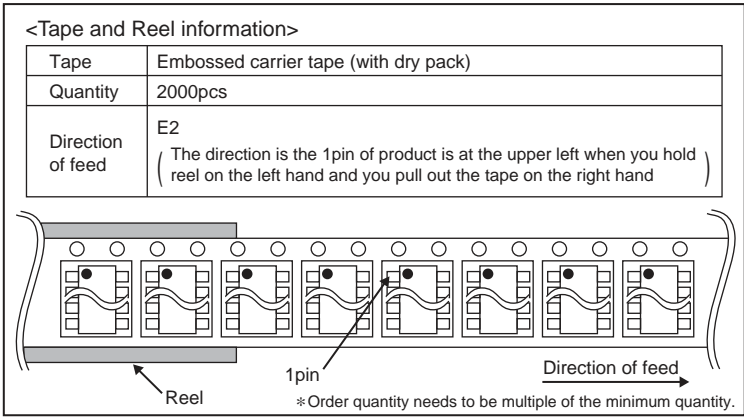 <Tape and Reel information>
Tape
Embossed carrier tape (with dry pack)
Quantity
2000pcs
Direction
of feed
E2
( The direction is the 1pin of product is at the upper left when you hold
reel on the left hand and you pull out the tape on the right hand )
1pin
Direction of feed
Reel
∗Order quantity needs to be multiple of the minimum quantity.